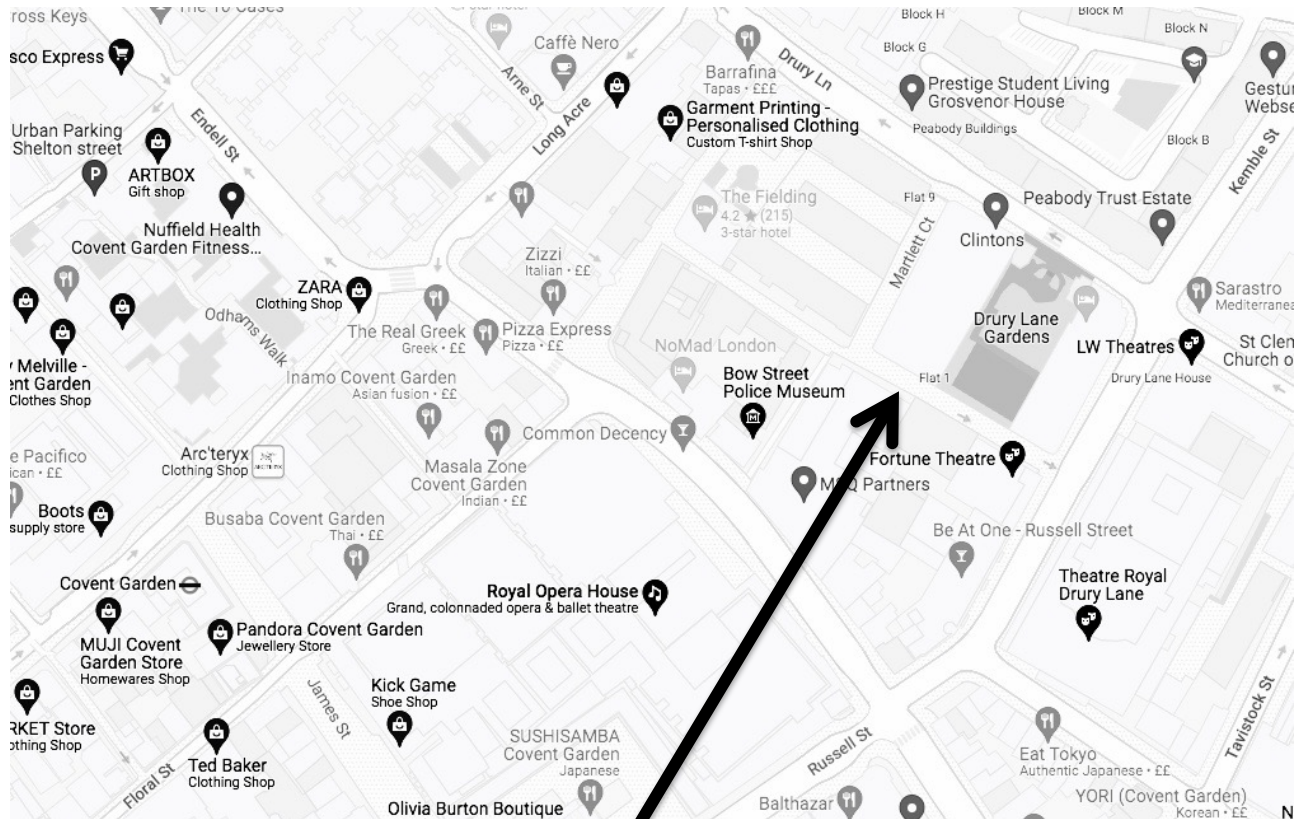 ross Keys
The 10 Cases
sco Express
Caffè Nero
Arne St
Long Acre
Endell St
Barrafina
Tapas • £££
Drury Ln
Block H
Block M
Block N
Block G
Prestige Student Living
Grosvenor House
Peabody Buildings
Block B
Gestur
Webse
Kemble St
Urban Parking
Shelton street
P
ARTBOX
Gift shop
Garment Printing -
Personalised Clothing
Custom T-shirt Shop
Nuffield Health
Covent Garden Fitness...
The Fielding
4.2 ★ (215)
3-star hotel
Flat 9
Martlett Ct
Clintons
Peabody Trust Estate
Zizzi
Italian • ££
ZARA
Clothing Shop
Odhams Walk
The Real Greek
Greek • ££
Pizza Express
Pizza • ££
NoMad London
Drury Lane
Gardens
Sarastro
Mediterranea
LW Theatres
Drury Lane House
St Clem
Church o
y Melville -
ent Garden
Clothes Shop
Inamo Covent Garden
Asian fusion • ££
Bow Street
Police Museum
M
Flat 1
Common Decency
e Pacifico
ican • ££
Arc'teryx
Clothing Shop
ARC'TERYX
Masala Zone
Covent Garden
Indian • ££
Fortune Theatre
Partners
Boots
supply store
Busaba Covent Garden
Thai • ££
Be At One - Russell Street
Covent Garden
Royal Opera House
Grand, colonnaded opera & ballet theatre
Theatre Royal
Drury Lane
MUJI Covent
Garden Store
Homewares Shop
Pandora Covent Garden
Jewellery Store
James St
Kick Game
Shoe Shop
RKET Store
othing Shop
Ted Baker
Clothing Shop
Floral St
SUSHISAMBA
Covent Garden
Japanese
Russell St
Tavistock St
Eat Tokyo
Authentic Japanese • ££
Olivia Burton Boutique
Balthazar
YORI (Covent Garden)
Korean • ££
N